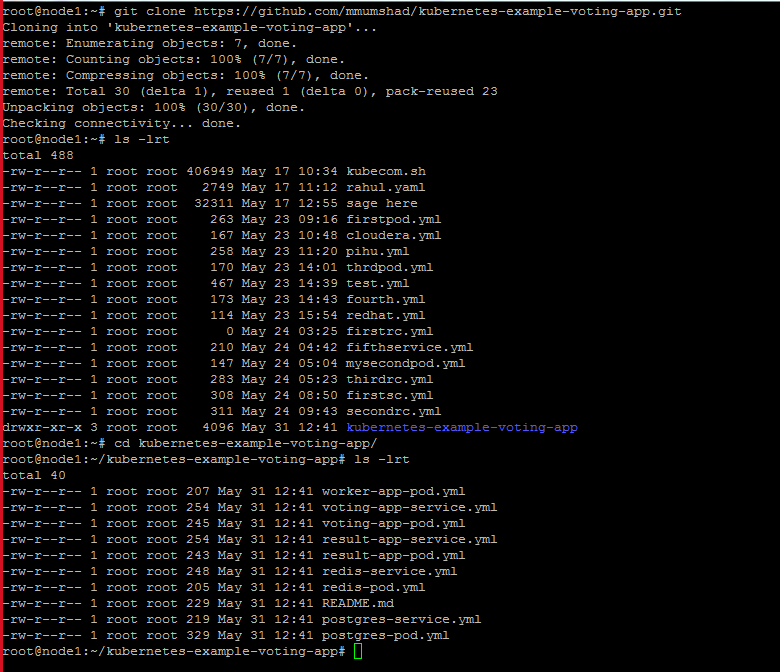 root@node1:~# git clone https://github.com/mmumshad/kubernetes-example-voting-app.git
Cloning into 'kubernetes-example-voting-app'...
remote: Enumerating objects: 7, done.
remote: Counting objects: 100% (7/7), done.
remote: Compressing objects: 100% (7/7), done.
remote: Total 30 (delta 1), reused 1 (delta 0), pack-reused 23
Unpacking objects: 100% (30/30), done.
Checking connectivity... done.
root@node1:~# ls -lrt
total 488
-rw-r--r-- 1 root root 406949 May 17 10:34 kubecom.sh
-rw-r--r-- 1 root root   2749 May 17 11:12 rahul.yaml
-rw-r--r-- 1 root root  32311 May 17 12:55 sage here
-rw-r--r-- 1 root root    263 May 23 09:16 firstpod.yml
-rw-r--r-- 1 root root    167 May 23 10:48 cloudera.yml
-rw-r--r-- 1 root root    258 May 23 11:20 pihu.yml
-rw-r--r-- 1 root root    170 May 23 14:01 thrdpod.yml
-rw-r--r-- 1 root root    467 May 23 14:39 test.yml
-rw-r--r-- 1 root root    173 May 23 14:43 fourth.yml
-rw-r--r-- 1 root root    114 May 23 15:54 redhat.yml
-rw-r--r-- 1 root root      0 May 24 03:25 firstrc.yml
-rw-r--r-- 1 root root    210 May 24 04:42 fifthservice.yml
-rw-r--r-- 1 root root    147 May 24 05:04 mysecondpod.yml
-rw-r--r-- 1 root root    283 May 24 05:23 thirdrc.yml
-rw-r--r-- 1 root root    308 May 24 08:50 firstsc.yml
-rw-r--r-- 1 root root    311 May 24 09:43 secondrc.yml
drwxr-xr-x 3 root root   4096 May 31 12:41 kubernetes-example-voting-app
root@node1:~# cd kubernetes-example-voting-app/
root@node1:~/kubernetes-example-voting-app# ls -lrt
total 40
-rw-r--r-- 1 root root 207 May 31 12:41 worker-app-pod.yml
-rw-r--r-- 1 root root 254 May 31 12:41 voting-app-service.yml
-rw-r--r-- 1 root root 245 May 31 12:41 voting-app-pod.yml
-rw-r--r-- 1 root root 254 May 31 12:41 result-app-service.yml
-rw-r--r-- 1 root root 243 May 31 12:41 result-app-pod.yml
-rw-r--r-- 1 root root 248 May 31 12:41 redis-service.yml
-rw-r--r-- 1 root root 205 May 31 12:41 redis-pod.yml
-rw-r--r-- 1 root root 229 May 31 12:41 README.md
-rw-r--r-- 1 root root 219 May 31 12:41 postgres-service.yml
-rw-r--r-- 1 root root 329 May 31 12:41 postgres-pod.yml
root@node1:~/kubernetes-example-voting-app#